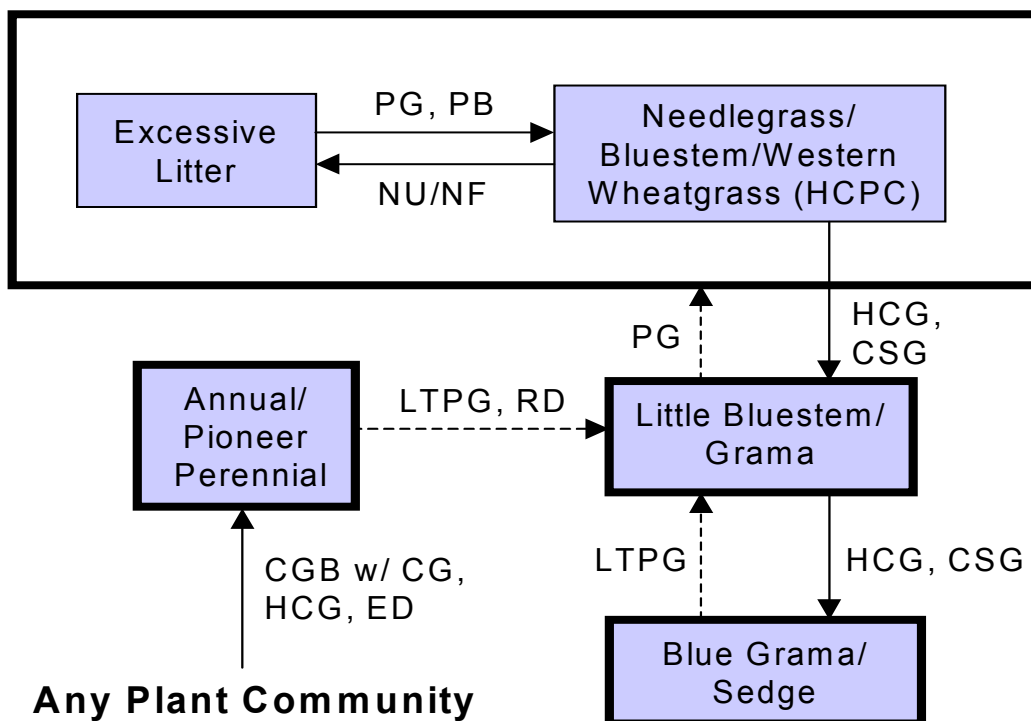 Excessive
Litter
PG, PB
NU/NF
Needlegrass/
Bluestem/Western
Wheatgrass (HCPC)
PG
HCG,
CSG
Annual/
Pioneer
Perennial
LTPG, RD
Little Bluestem/
Grama
CGB w/ CG,
HCG, ED
LTPG
HCG, CSG
Any Plant Community
Blue Grama/
Sedge